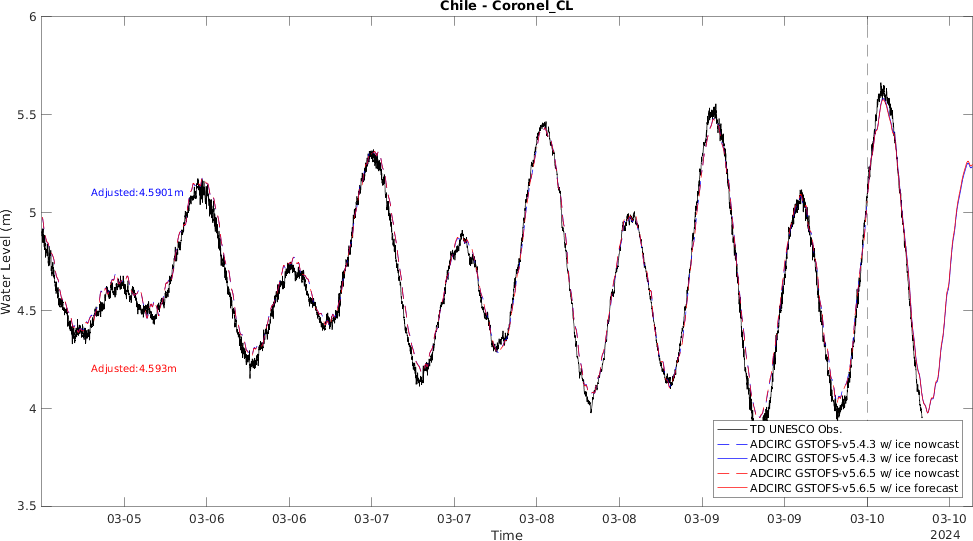 Chile - Coronel_CL
6
5.5
5
4.5
4
3.5
Water Level (m)
Adjusted:4.5901m
Adjusted:4.593m
TD UNESCO Obs.
ADCIRC GSTOFS-v5.4.3 w/ ice nowcast
ADCIRC GSTOFS-v5.4.3 w/ ice forecast
ADCIRC GSTOFS-v5.6.5 w/ ice nowcast
ADCIRC GSTOFS-v5.6.5 w/ ice forecast
03-05 03-06 03-06 03-07 03-07 03-08 03-08 03-09 03-09 03-10 03-10
2024
Time